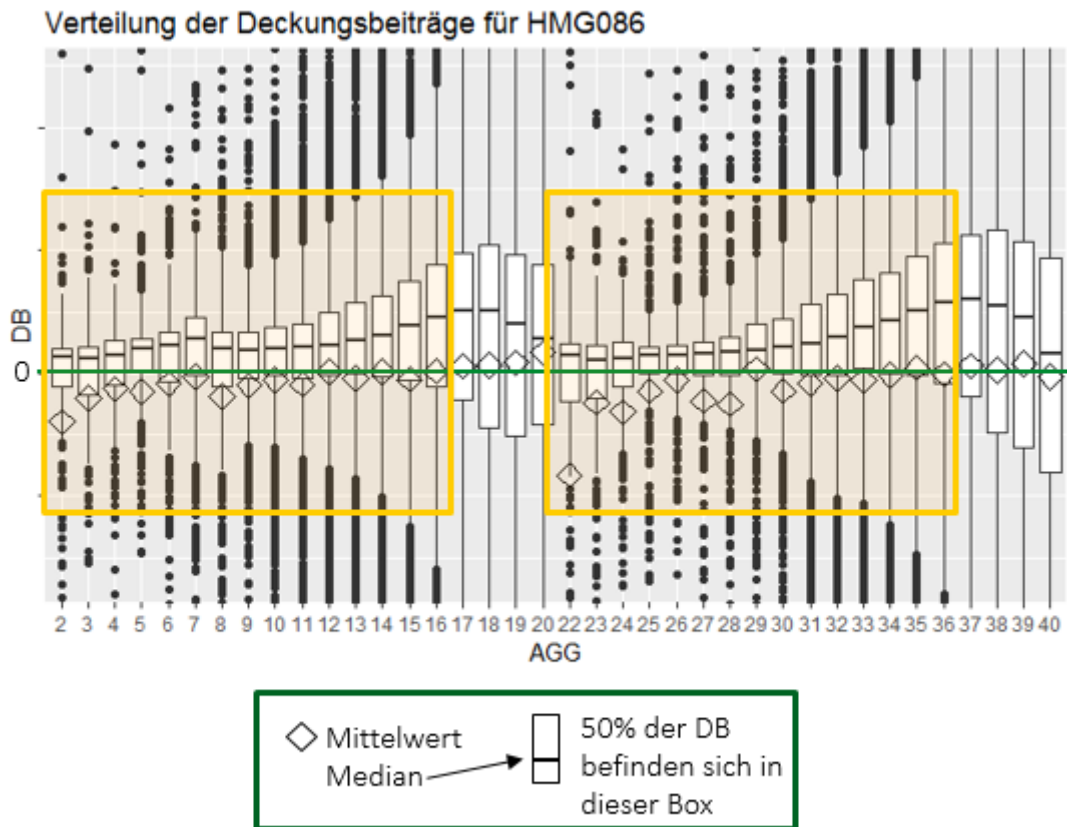 Verteilung der Deckungsbeiträge für HMG086
DB
0
2 3 4 5 6 7 8 9 10 11 12 13 14 15 16 17 18 19 20 22 23 24 25 26 27 28 29 30 31 32 33 34 35 36 37 38 39 40
AGG
Mittelwert
Median
50% der DB
befinden sich in
dieser Box